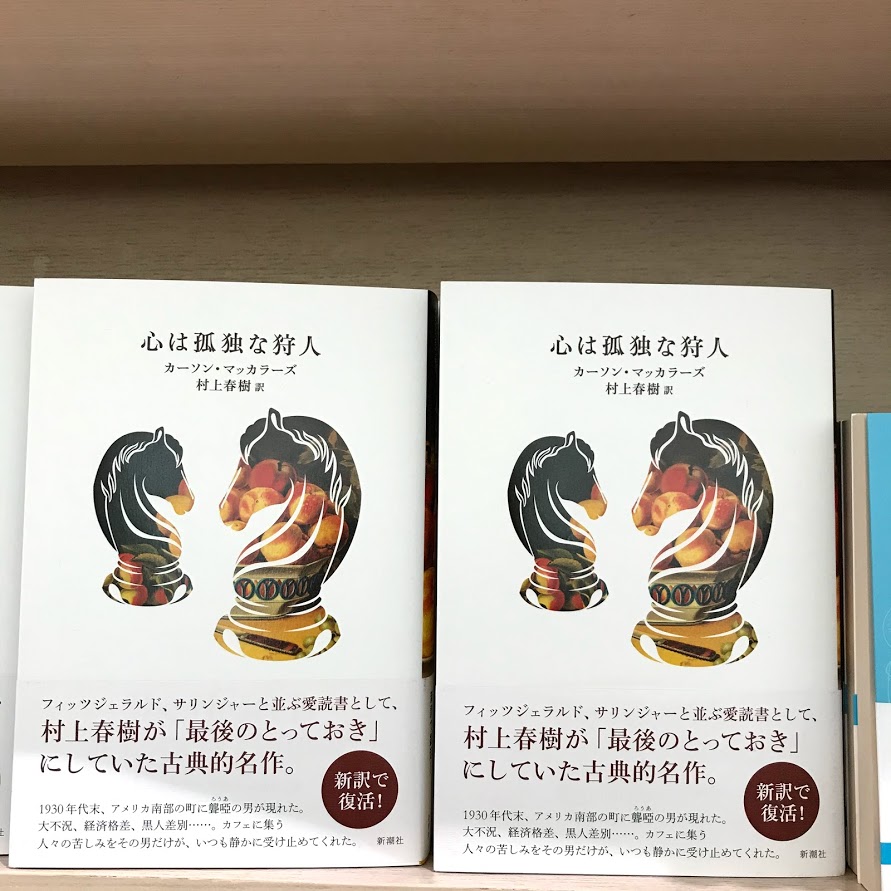 心は孤独な狩人
カーソン・マッカラーズ
村上春樹 訳
フィッツジェラルド、サリンジャーと並ぶ愛読書として、
村上春樹が「最後のとっておき」
にしていた古典的名作。
新訳で
復活!
1930年代末、アメリカ南部の町に聾啞の男が現れた。
ろうあ
大不況、経済格差、黒人差別……。カフェに集う
人々の苦しみをその男だけが、いつも静かに受け止めてくれた。
新潮社
心は孤独な狩人
カーソン・マッカラーズ
村上春樹 訳
フィッツジェラルド、サリンジャーと並ぶ愛読書として、
村上春樹が「最後のとっておき」
にしていた古典的名作。
新訳で
復活!
1930年代末、アメリカ南部の町に聾啞の男が現れた。
ろうあ
大不況、経済格差、黒人差別……。カフェに集う
人々の苦しみをその男だけが、いつも静かに受け止めてくれた。
新潮社